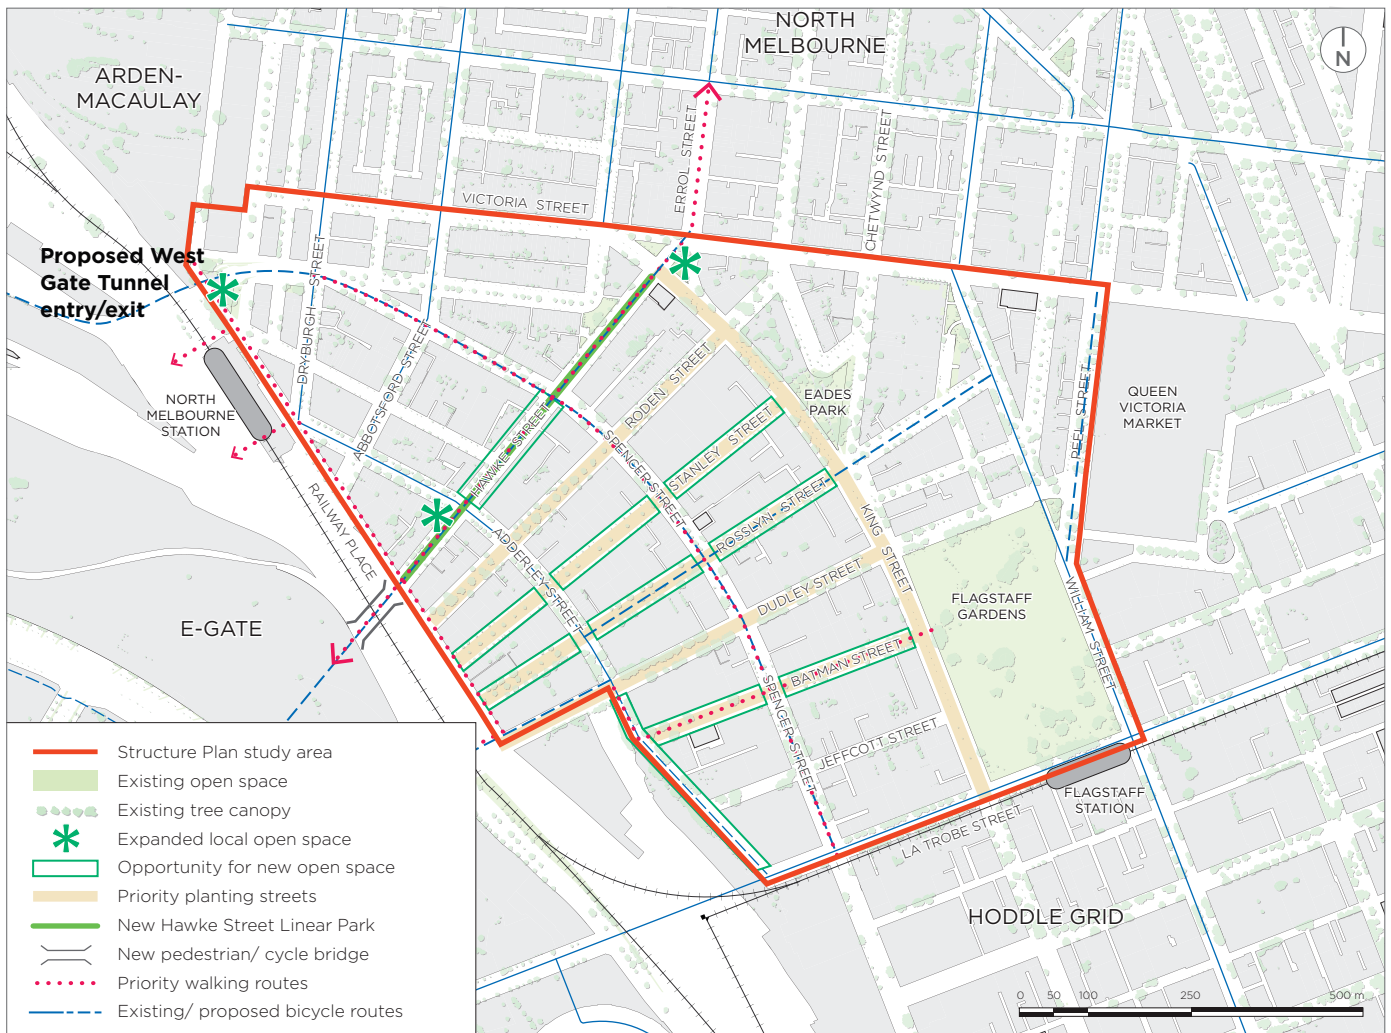 NORTH
MELBOURNE
N
ARDEN-
MACAULAY
ERROL STREET
CHETWYND STREET
VICTORIA STREET
Proposed West
Gate Tunnel
entry/exit
DRYBURGH STREET
ABBOTSFORD STREET
NORTH
MELBOURNE
STATION
HAWKE STREET
RODEN STREET
SPENCER STREET
STANLEY STREET
EADES
PARK
PEEL STREET
QUEEN
VICTORIA
MARKET
RAILWAY PLACE
ADDERLEY STREET
ROSSLYN STREET
KING STREET
DUDLEY STREET
FLAGSTAFF
GARDENS
WILLIAM STREET
E-GATE
BATMAN STREET
SPENCER STREET
JEFFCOTT STREET
FLAGSTAFF
STATION
LA TROBE STREET
HODDLE GRID
Structure Plan study area
Existing open space
Existing tree canopy
Expanded local open space
Opportunity for new open space
Priority planting streets
New Hawke Street Linear Park
New pedestrian/ cycle bridge
Priority walking routes
Existing/ proposed bicycle routes
0 50 100 250 500 m